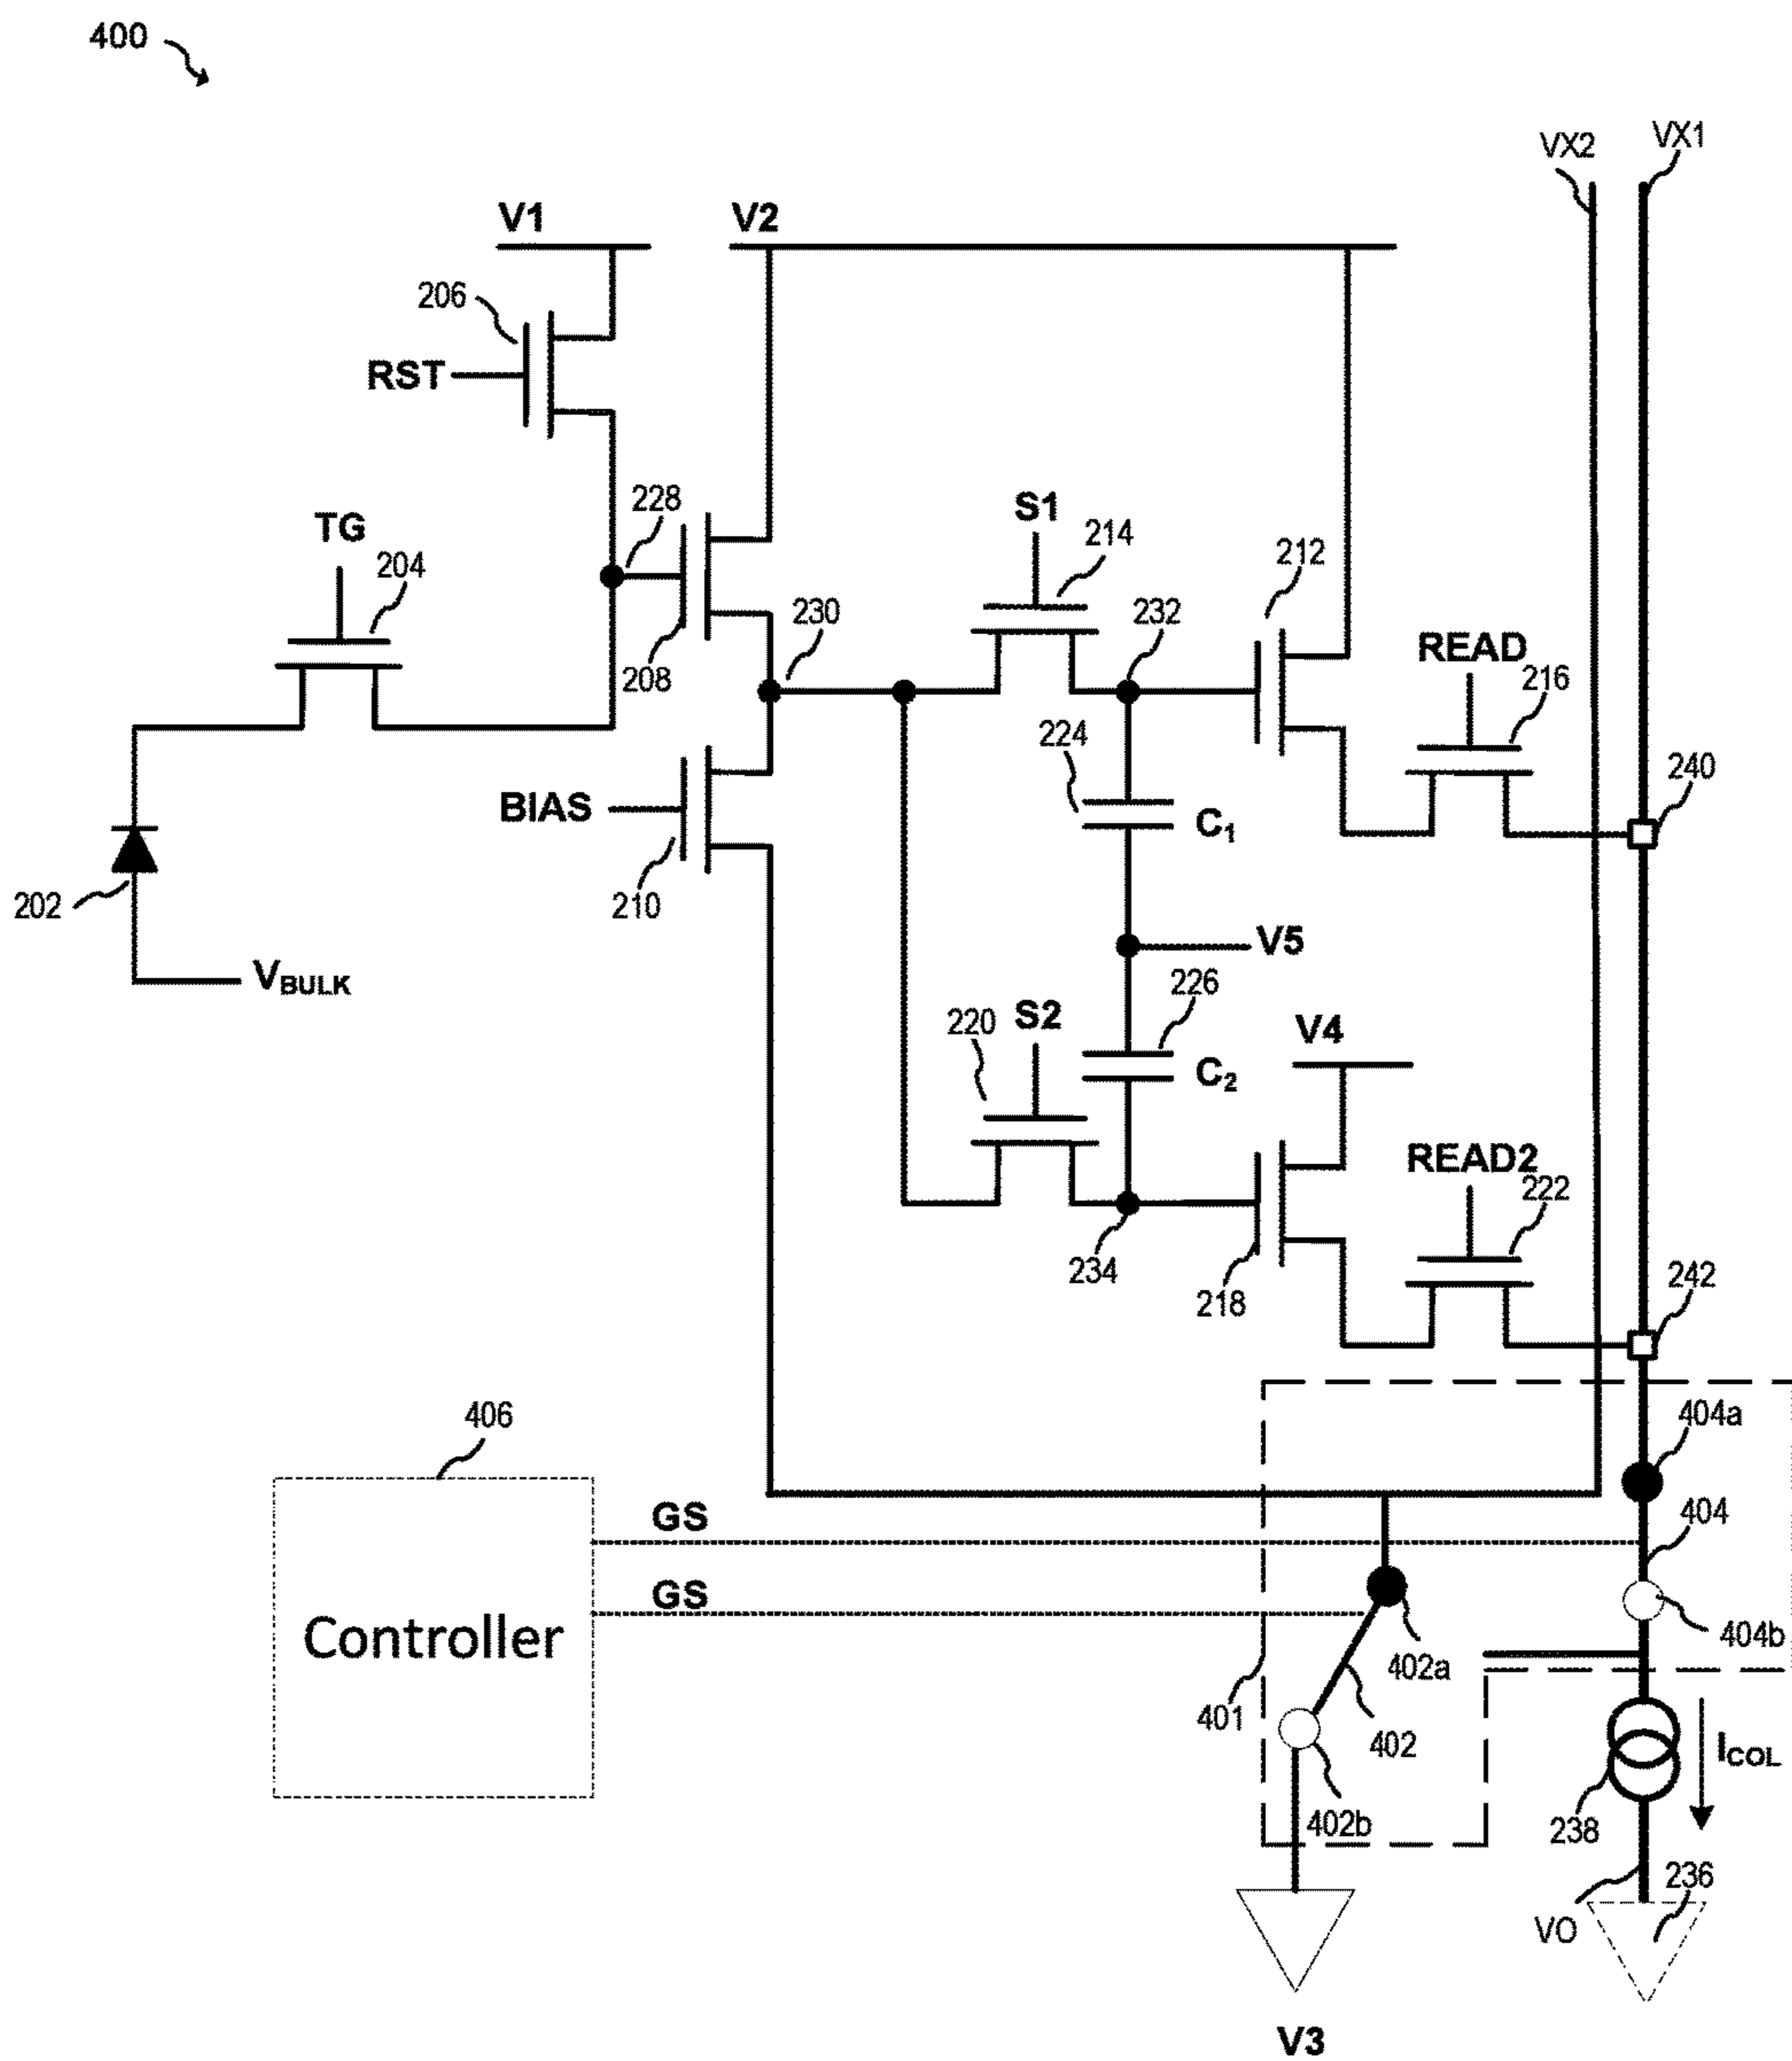 400
VX2
VX1
V1
V2
206
RST
228
S1
214
TG
204
212
230
232
READ
208
216
224
240
BIAS
C₁
202
210
V5
V_BULK
226
S2
220
V4
C₂
READ2
222
234
218
242
406
404a
GS
404
GS
Controller
404b
402a
401
402
I_COL
402b
238
236
VO
V3